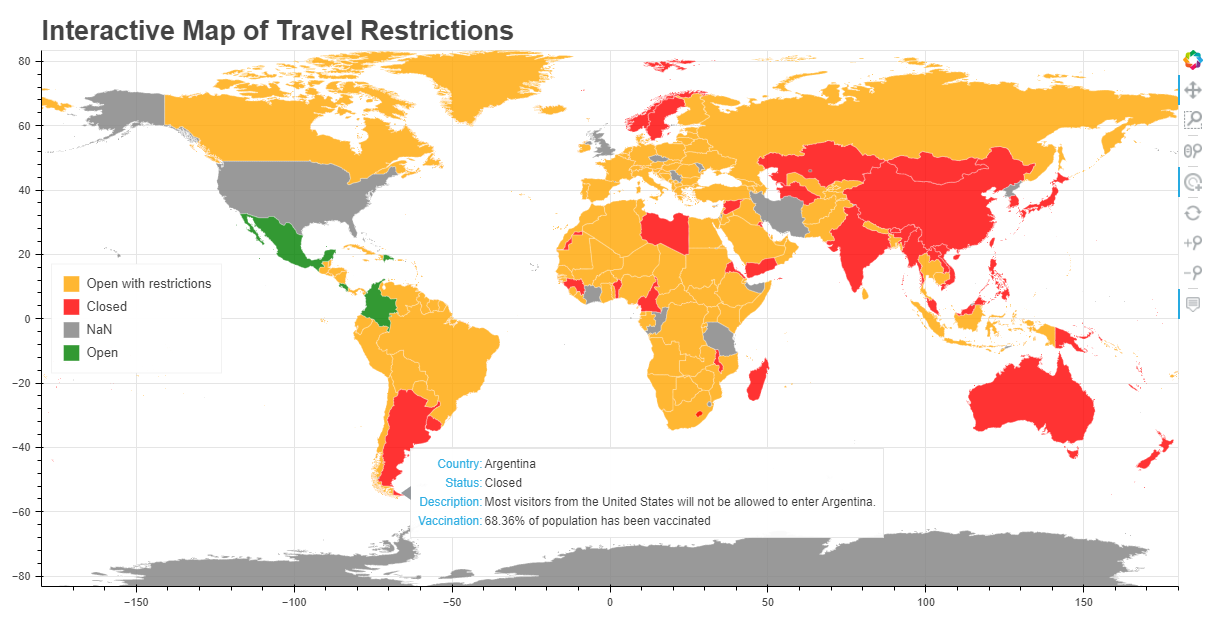 Interactive Map of Travel Restrictions
80
60
40
20
0
−20
−40
−60
−80
Open with restrictions
Closed
NaN
Open
Country: Argentina
Status: Closed
Description: Most visitors from the United States will not be allowed to enter Argentina.
Vaccination: 68.36% of population has been vaccinated
−150 −100 −50 0 50 100 150